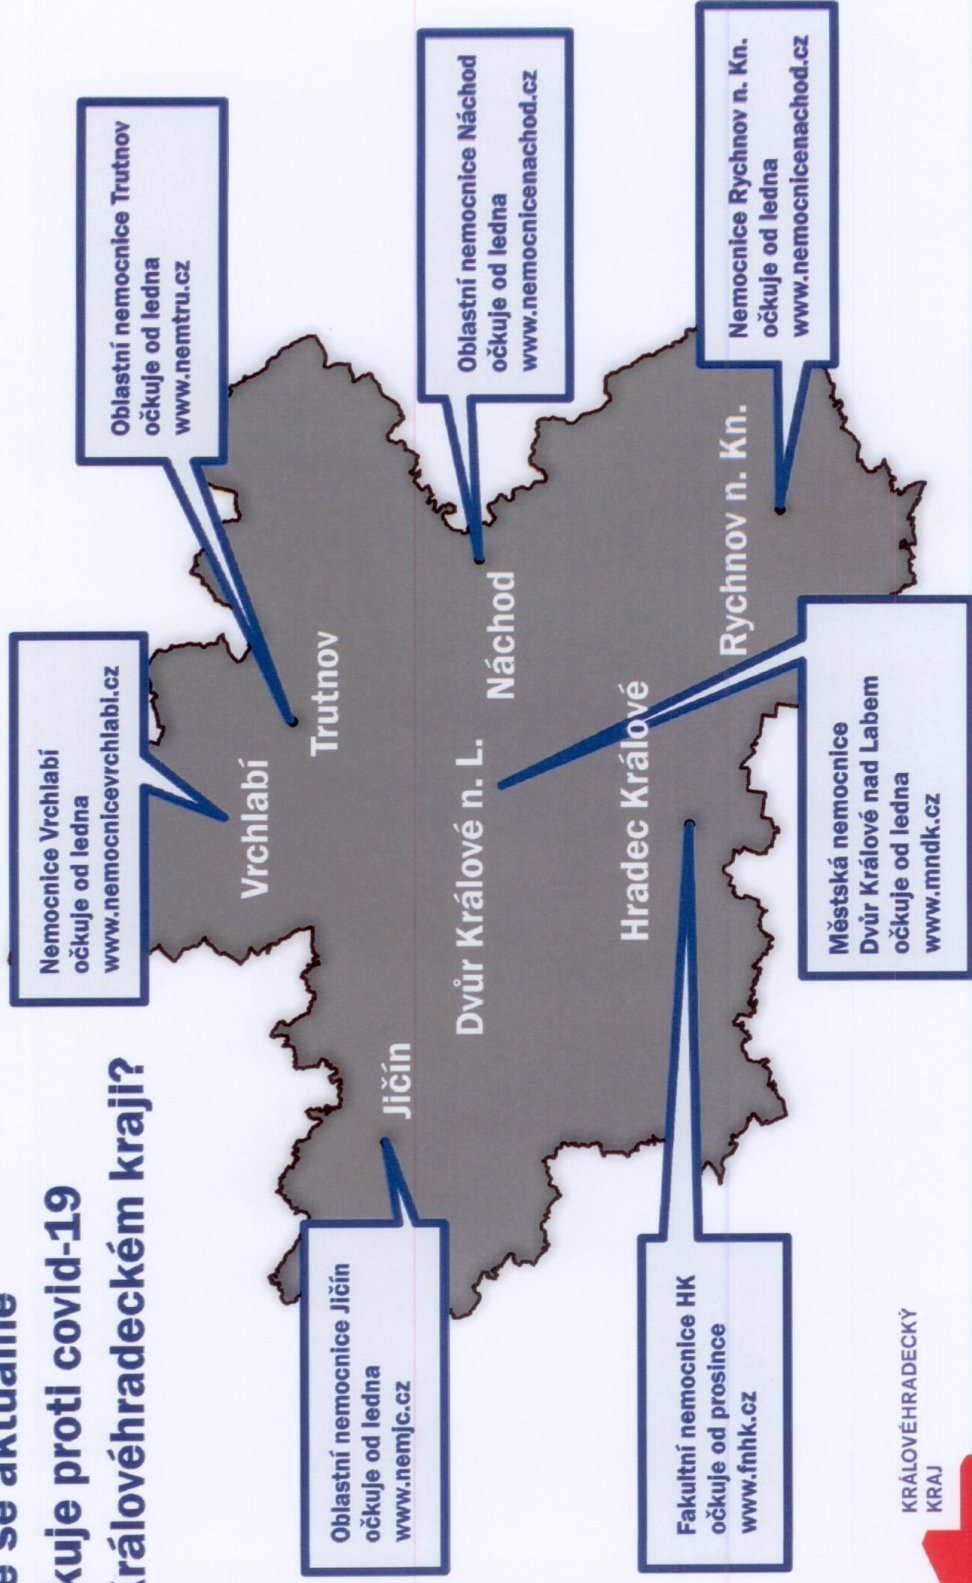 se aktuálně
kuje proti covid-19
rálovéhradeckém kraji?
Nemocnice Vrchlabí
očkuje od ledna
www.nemocnicevrchlabi.cz
Oblastní nemocnice Trutnov
očkuje od ledna
www.nemtru.cz
Oblastní nemocnice Náchod
očkuje od ledna
www.nemocnicenachod.cz
Nemocnice Rychnov n. Kn.
očkuje od ledna
www.nemocnicenachod.cz
Oblastní nemocnice Jičín
očkuje od ledna
www.nemjc.cz
Fakultní nemocnice HK
očkuje od prosince
www.fnhk.cz
Městská nemocnice
Dvůr Králové nad Labem
očkuje od ledna
www.mndk.cz
Vrchlabí
Trutnov
Jičín
Dvůr Králové n. L.
Náchod
Hradec Králové
Rychnov n. Kn.
KRÁLOVÉHRADECKÝ
KRAJ